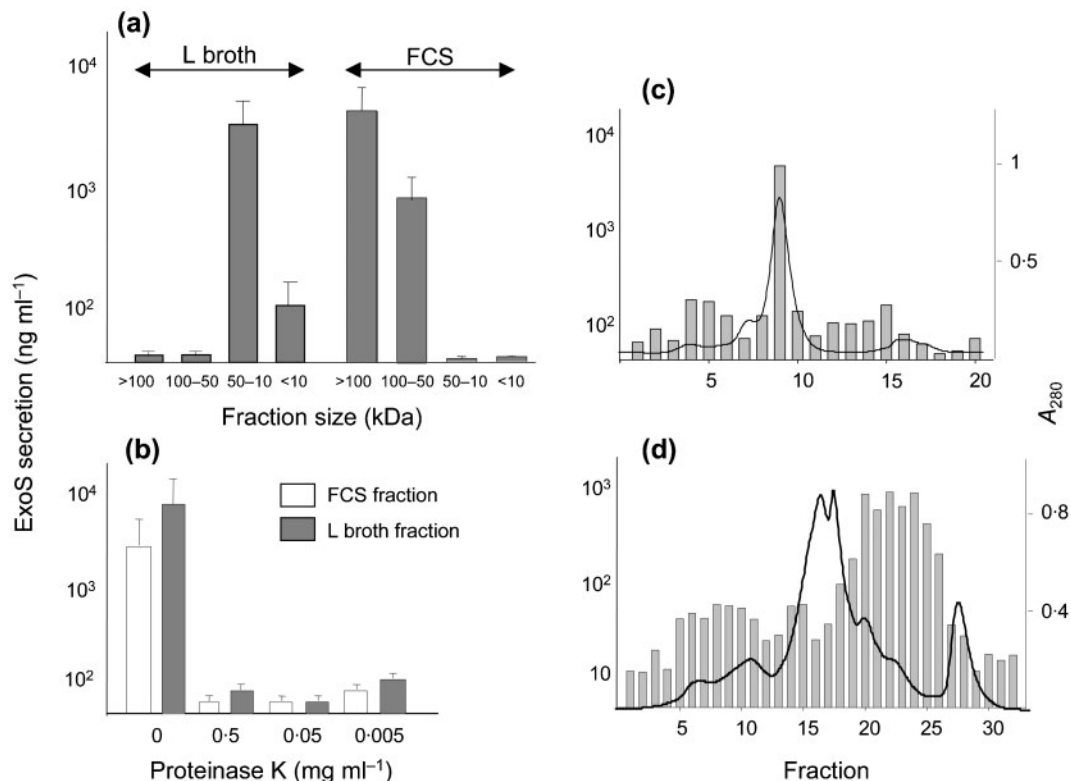 (a)
L broth
FCS
10⁴
10³
10²
>100 100–50 50–10 <10 >100 100–50 50–10 <10
Fraction size (kDa)
ExoS secretion (ng ml⁻¹)
(b)
FCS fraction
L broth fraction
10⁴
10³
10²
0 0·5 0·05 0·005
Proteinase K (mg ml⁻¹)
(c)
10⁴
10³
10²
1
0·5
5 10 15 20
A₂₈₀
(d)
10³
10²
10
0·8
0·4
5 10 15 20 25 30
Fraction